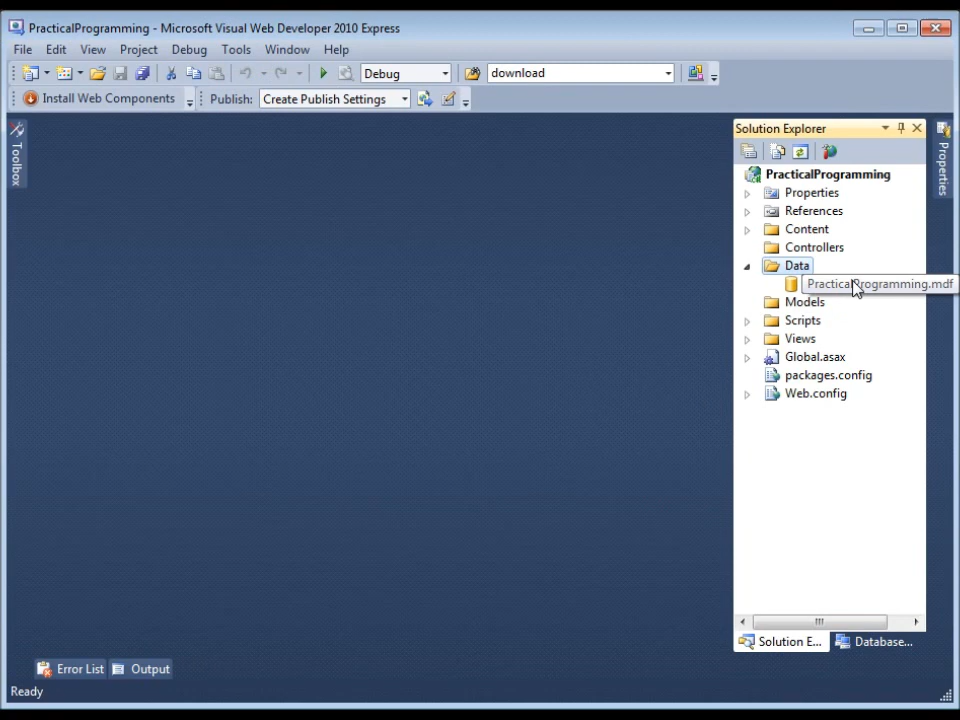 PracticalProgramming - Microsoft Visual Web Developer 2010 Express
File Edit View Project Debug Tools Window Help
Debug download
Install Web Components Publish: Create Publish Settings
Toolbox
Solution Explorer
Properties
PracticalProgramming
Properties
References
Content
Controllers
Data
PracticalProgramming.mdf
Models
Scripts
Views
Global.asax
packages.config
Web.config
Solution E... Database...
Error List Output
Ready